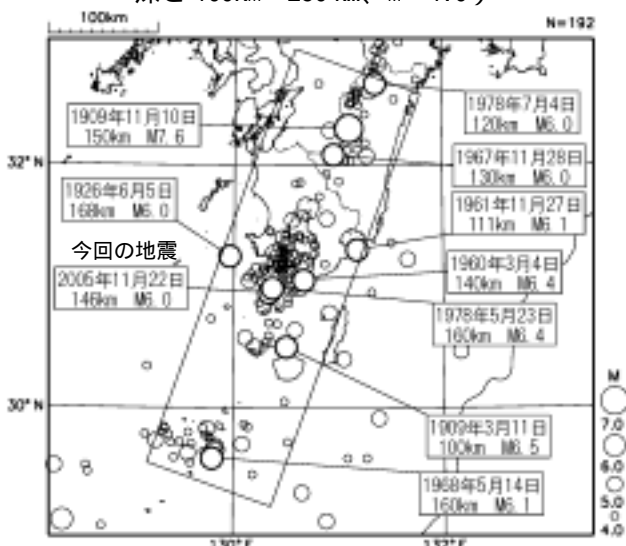 100km
N=192
1909年11月10日
150km M7.6
1978年7月4日
120km M6.0
32°N
1967年11月28日
130km M6.0
1926年6月5日
168km M6.0
1961年11月27日
111km M6.1
今回の地震
2005年11月22日
146km M6.0
1960年3月4日
140km M6.4
1978年5月23日
160km M6.4
30°N
1909年3月11日
100km M6.5
1968年5月14日
160km M6.1
M
7.0
6.0
5.0
4.0